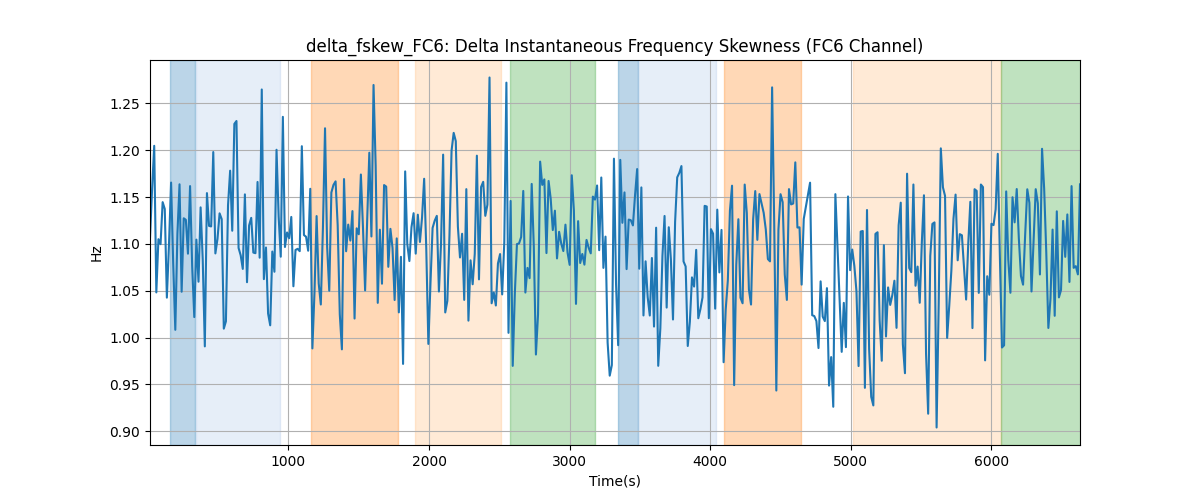 delta_fskew_FC6: Delta Instantaneous Frequency Skewness (FC6 Channel)
Hz
1.25
1.20
1.15
1.10
1.05
1.00
0.95
0.90
1000 2000 3000 4000 5000 6000
Time(s)